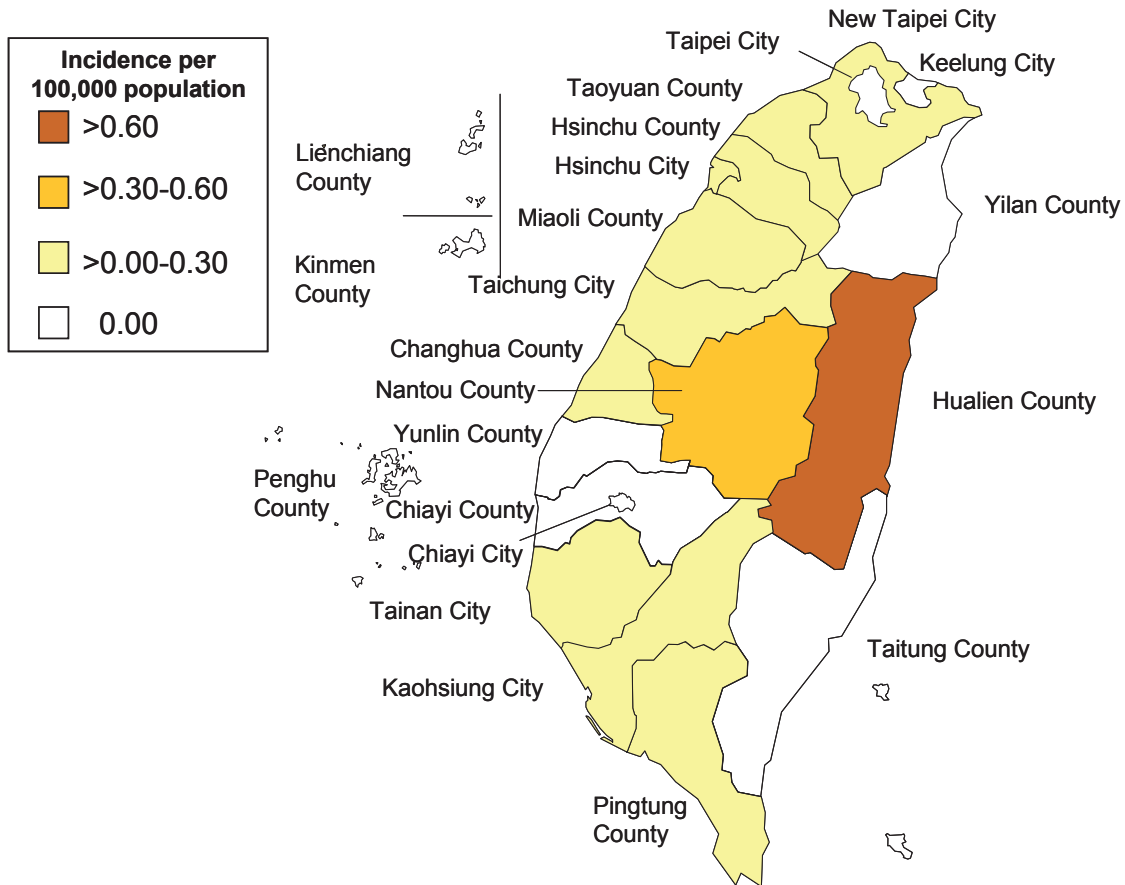 Incidence per
100,000 population
>0.60
>0.30-0.60
>0.00-0.30
0.00
New Taipei City
Taipei City
Keelung City
Taoyuan County
Hsinchu County
Hsinchu City
Lienchiang
County
Miaoli County
Yilan County
Kinmen
County
Taichung City
Changhua County
Nantou County
Hualien County
Yunlin County
Penghu
County
Chiayi County
Chiayi City
Tainan City
Taitung County
Kaohsiung City
Pingtung
County